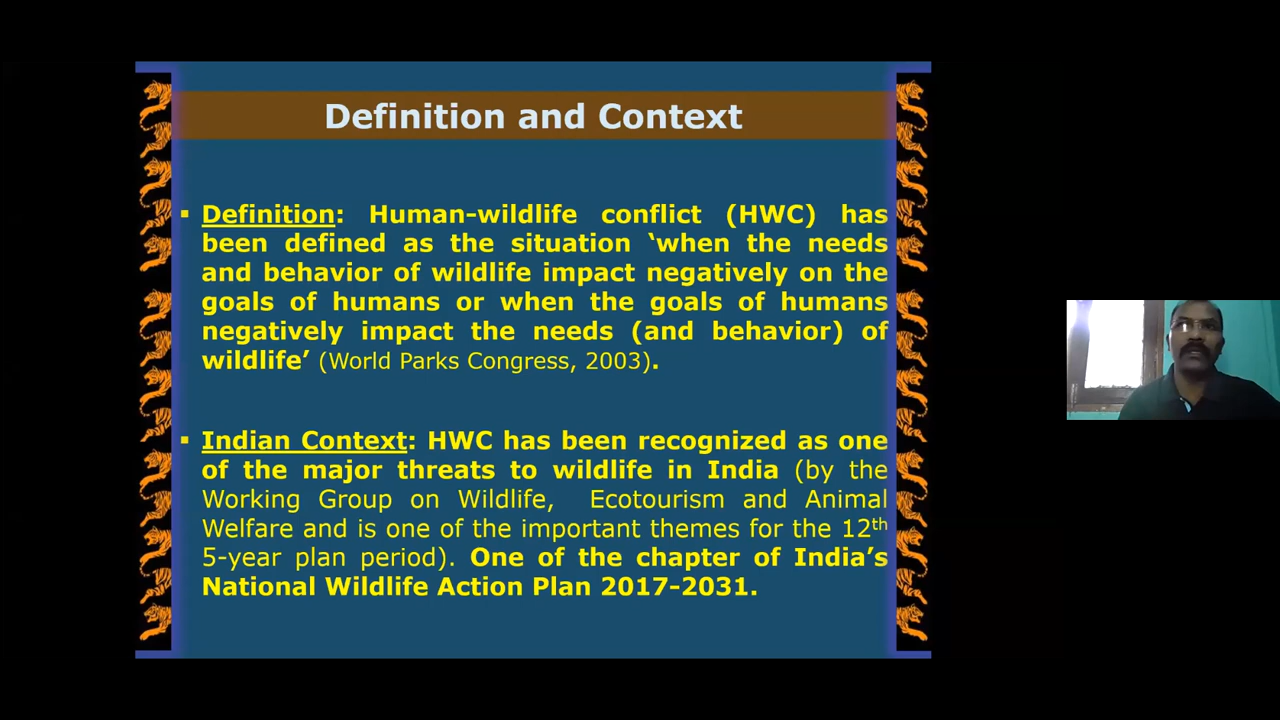 Definition and Context
▪ Definition: Human-wildlife conflict (HWC) has
been defined as the situation ‘when the needs
and behavior of wildlife impact negatively on the
goals of humans or when the goals of humans
negatively impact the needs (and behavior) of
wildlife’ (World Parks Congress, 2003).
▪ Indian Context: HWC has been recognized as one
of the major threats to wildlife in India (by the
Working Group on Wildlife, Ecotourism and Animal
Welfare and is one of the important themes for the 12th
5-year plan period). One of the chapter of India’s
National Wildlife Action Plan 2017-2031.